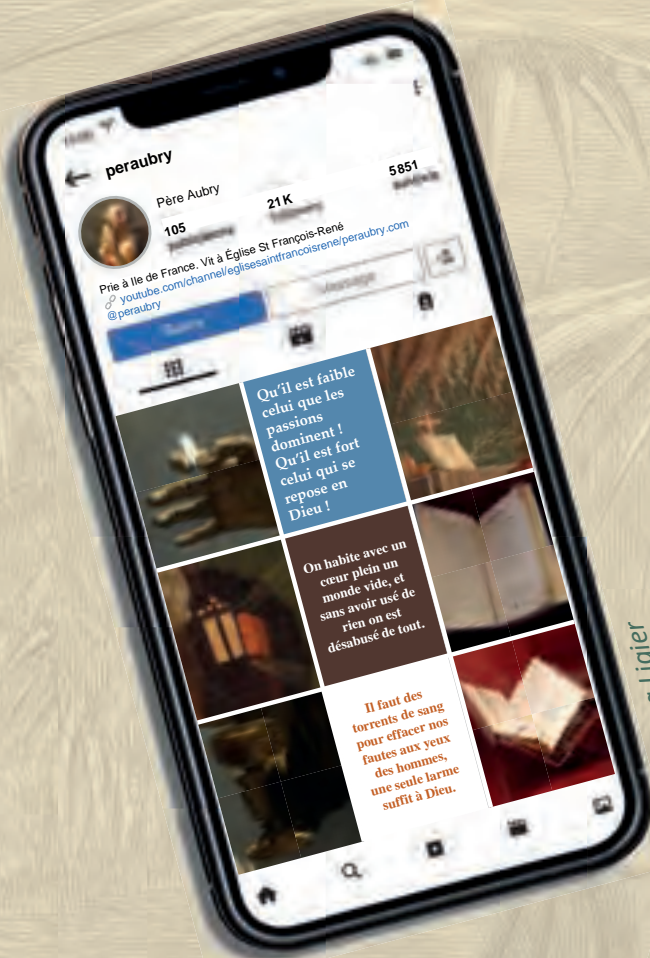 peraubry
Père Aubry
105
21 K
5 851
Prie à Ile de France. Vit à Église St François-René
youtube.com/channel/eglisesaintfrancoisrene/peraubry.com
@peraubry
Message
Qu’il est faible
celui que les
passions
dominent !
Qu’il est fort
celui qui se
repose en
Dieu !
On habite avec un
cœur plein un
monde vide, et
sans avoir usé de
rien on est
désabusé de tout.
Il faut des
torrents de sang
pour effacer nos
fautes aux yeux
des hommes,
une seule larme
suffit à Dieu.
Ligier